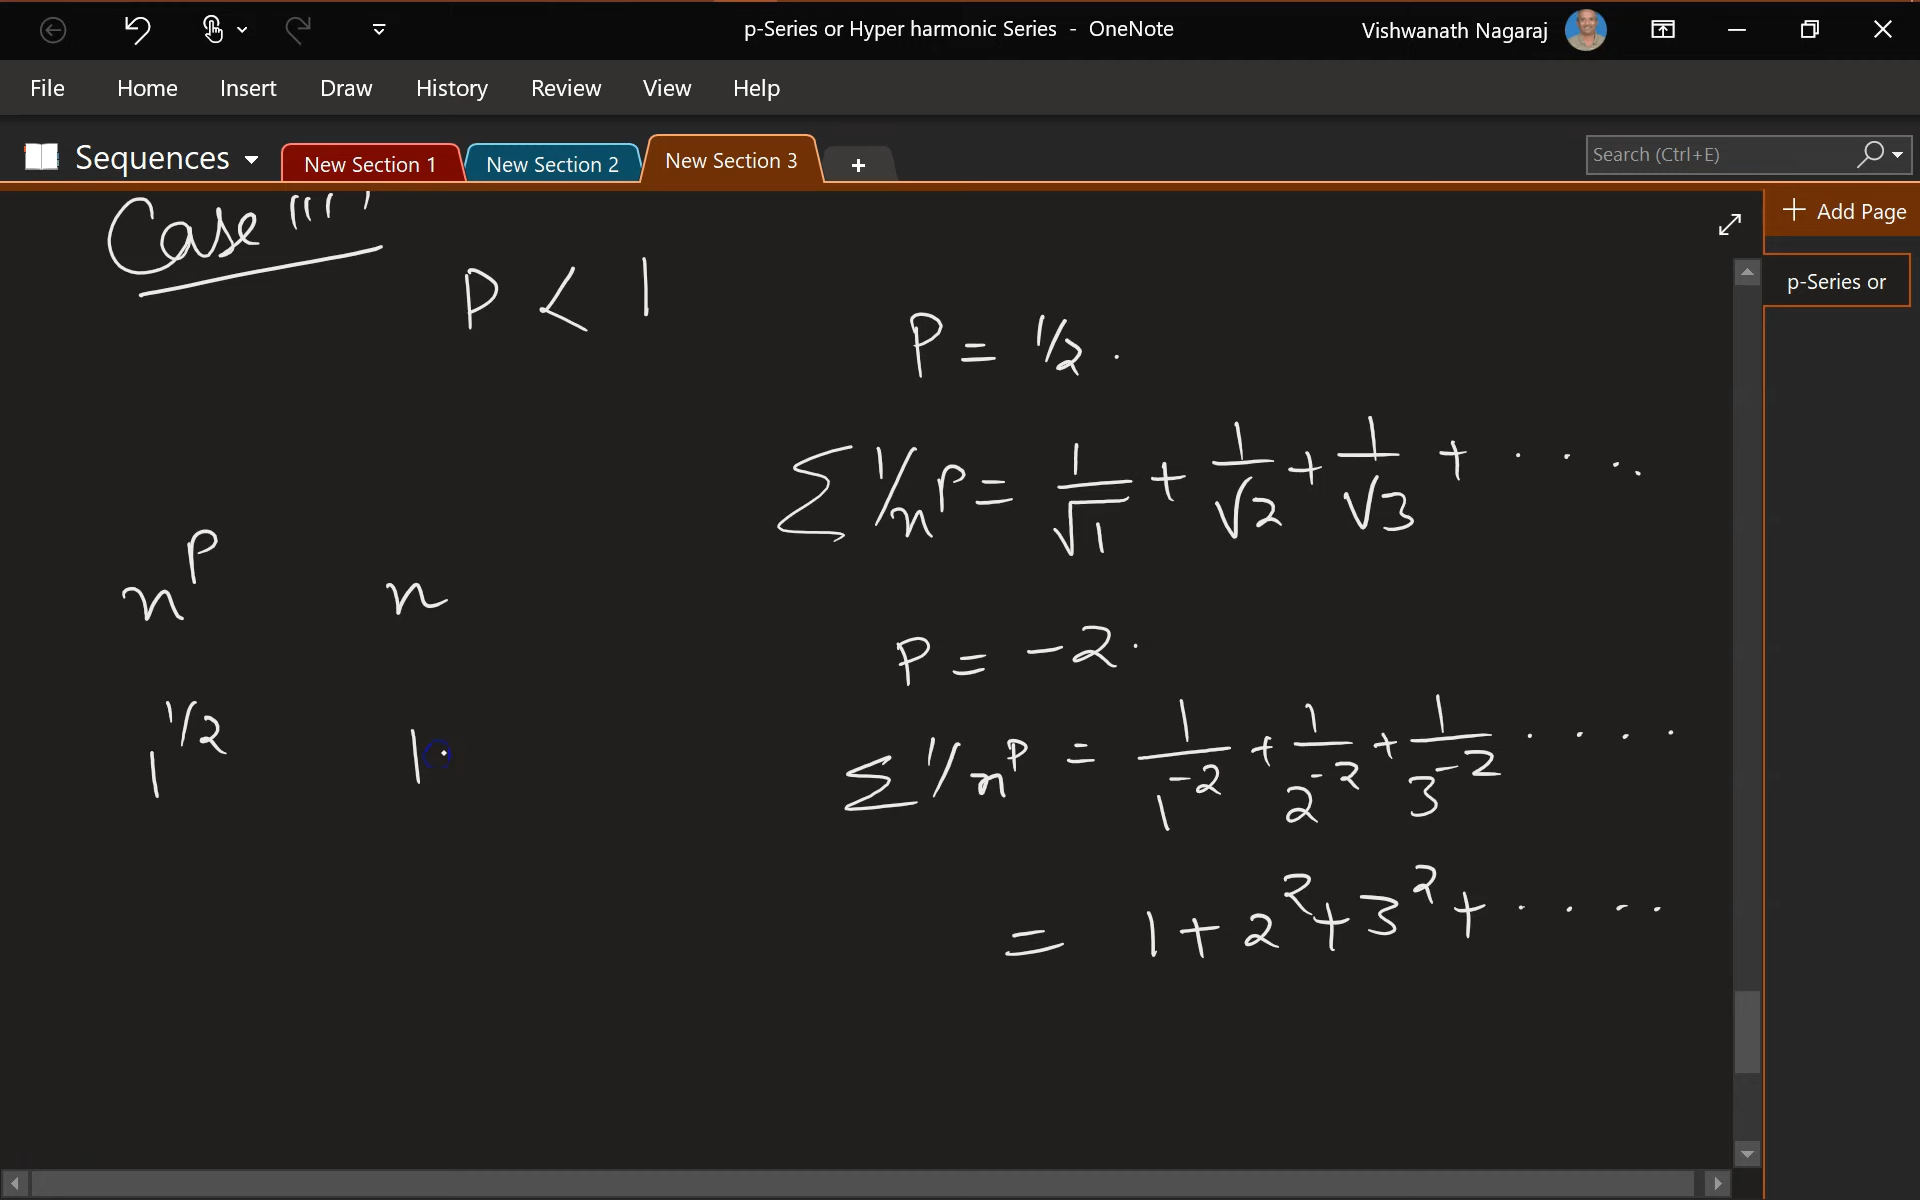 p-Series or Hyper harmonic Series - OneNote
Vishwanath Nagaraj
File Home Insert Draw History Review View Help
Sequences New Section 1 New Section 2 New Section 3 +
Search (Ctrl+E)
+ Add Page
p-Series or
Case
P < 1
P = 1/2 .
∑ 1/n^P = 1/√1 + 1/√2 + 1/√3 + ....
n^P n
P = -2 .
1^1/2 1
∑ 1/n^P = 1/1^-2 + 1/2^-2 + 1/3^-2 ....
= 1 + 2^2 + 3^2 + ....